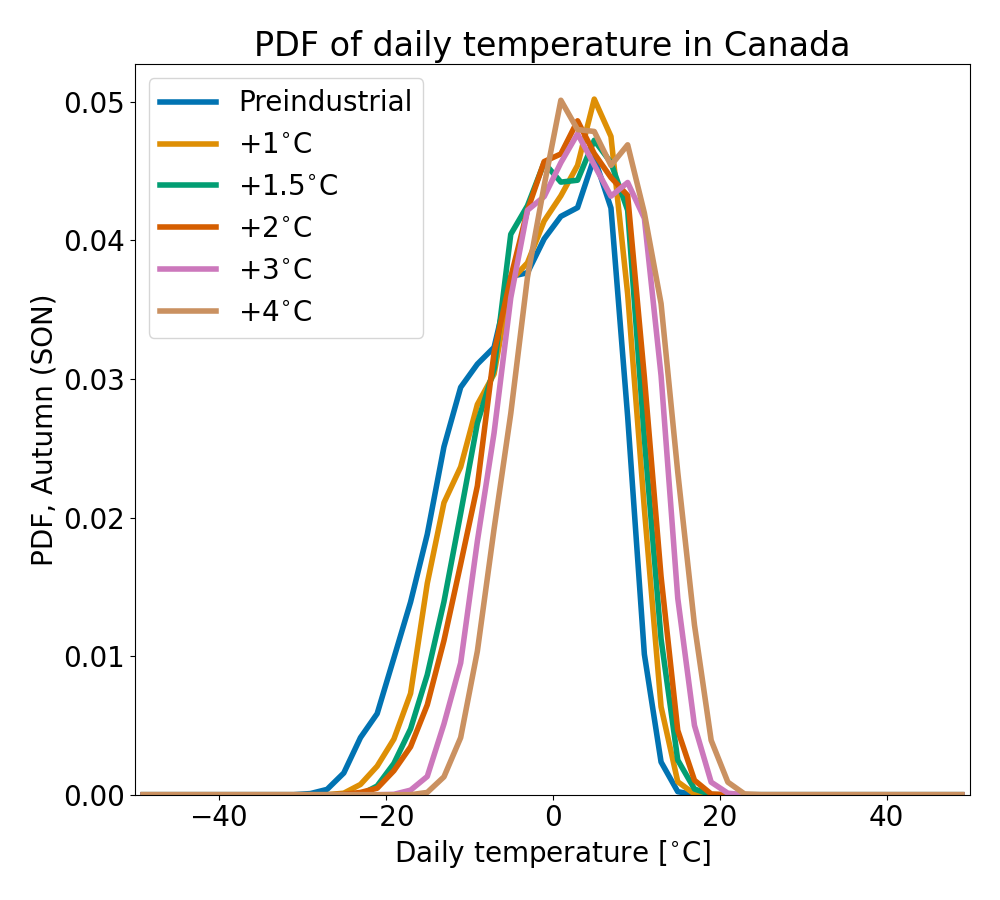 PDF of daily temperature in Canada
Preindustrial
+1°C
+1.5°C
+2°C
+3°C
+4°C
PDF, Autumn (SON)
0.05
0.04
0.03
0.02
0.01
0.00
−40
−20
0
20
40
Daily temperature [°C]